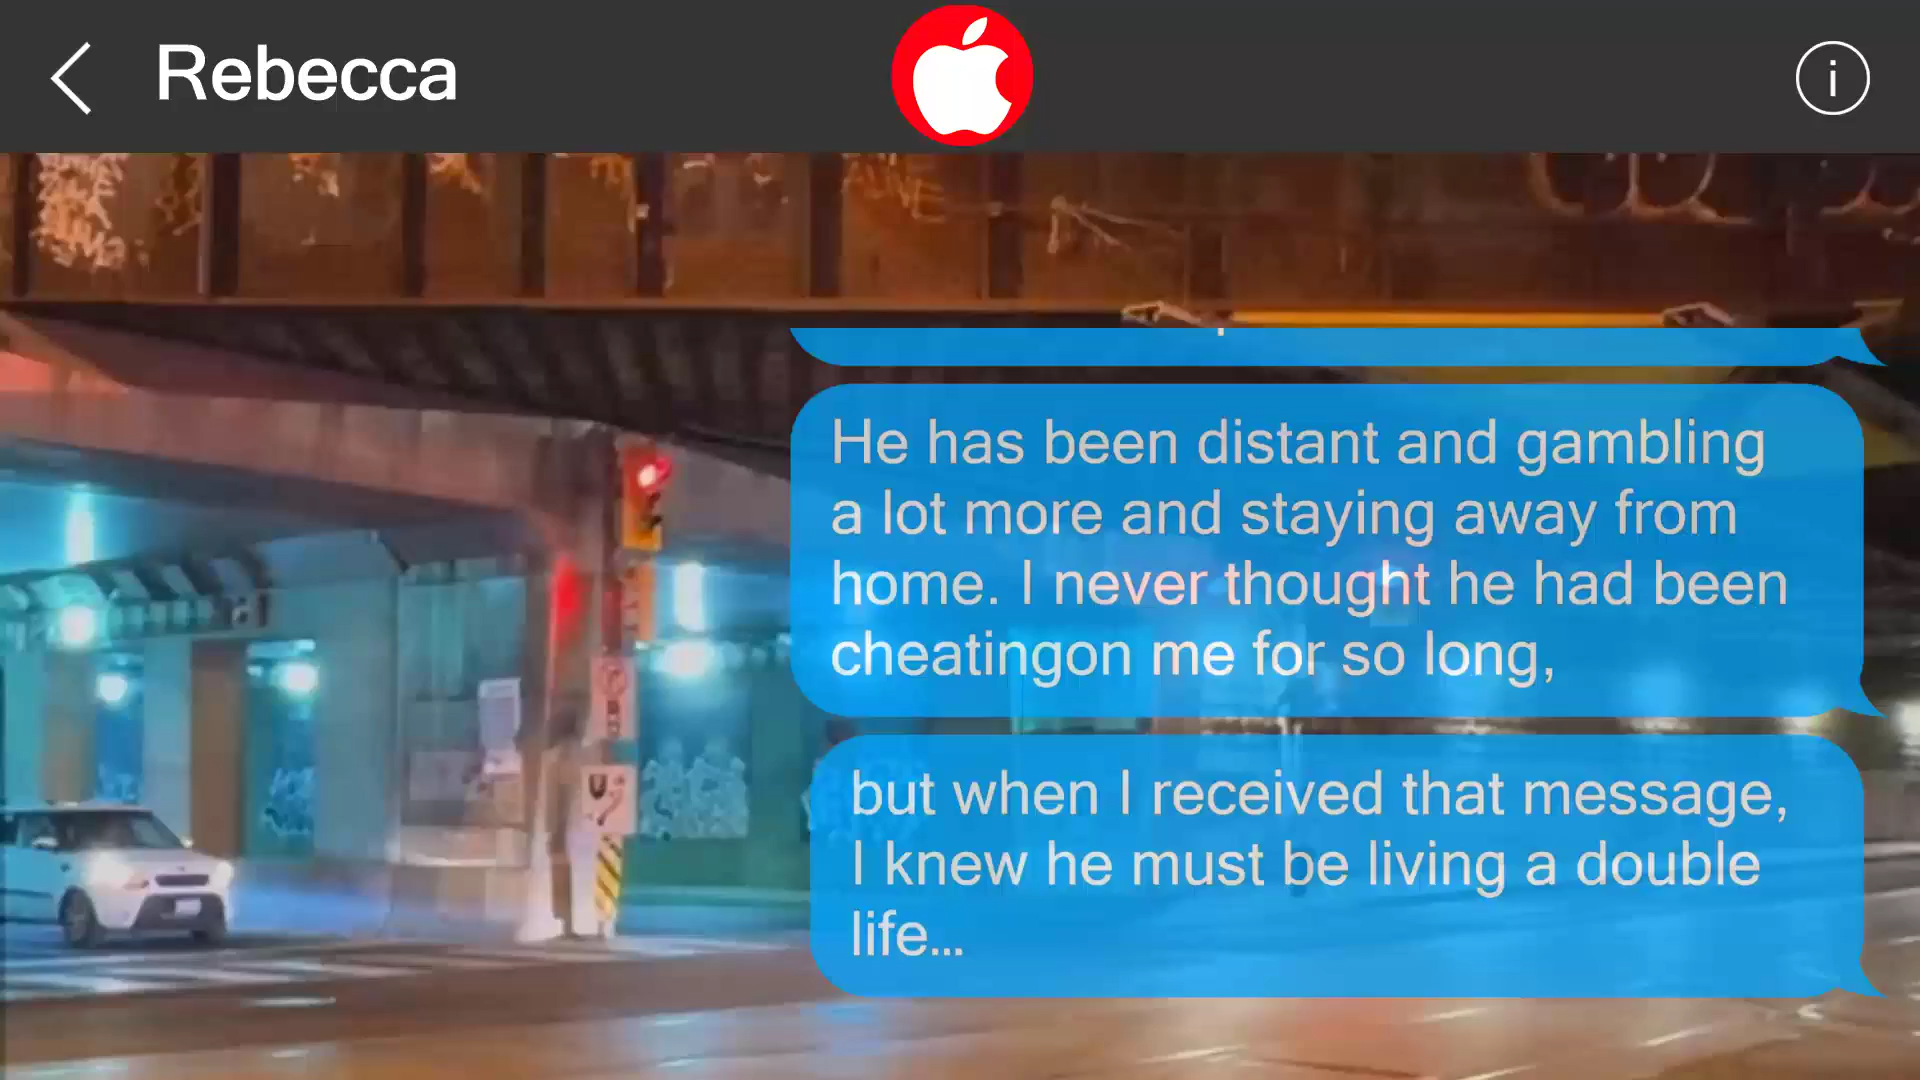 Rebecca
He has been distant and gambling
a lot more and staying away from
home. I never thought he had been
cheatingon me for so long,
but when I received that message,
I knew he must be living a double
life...